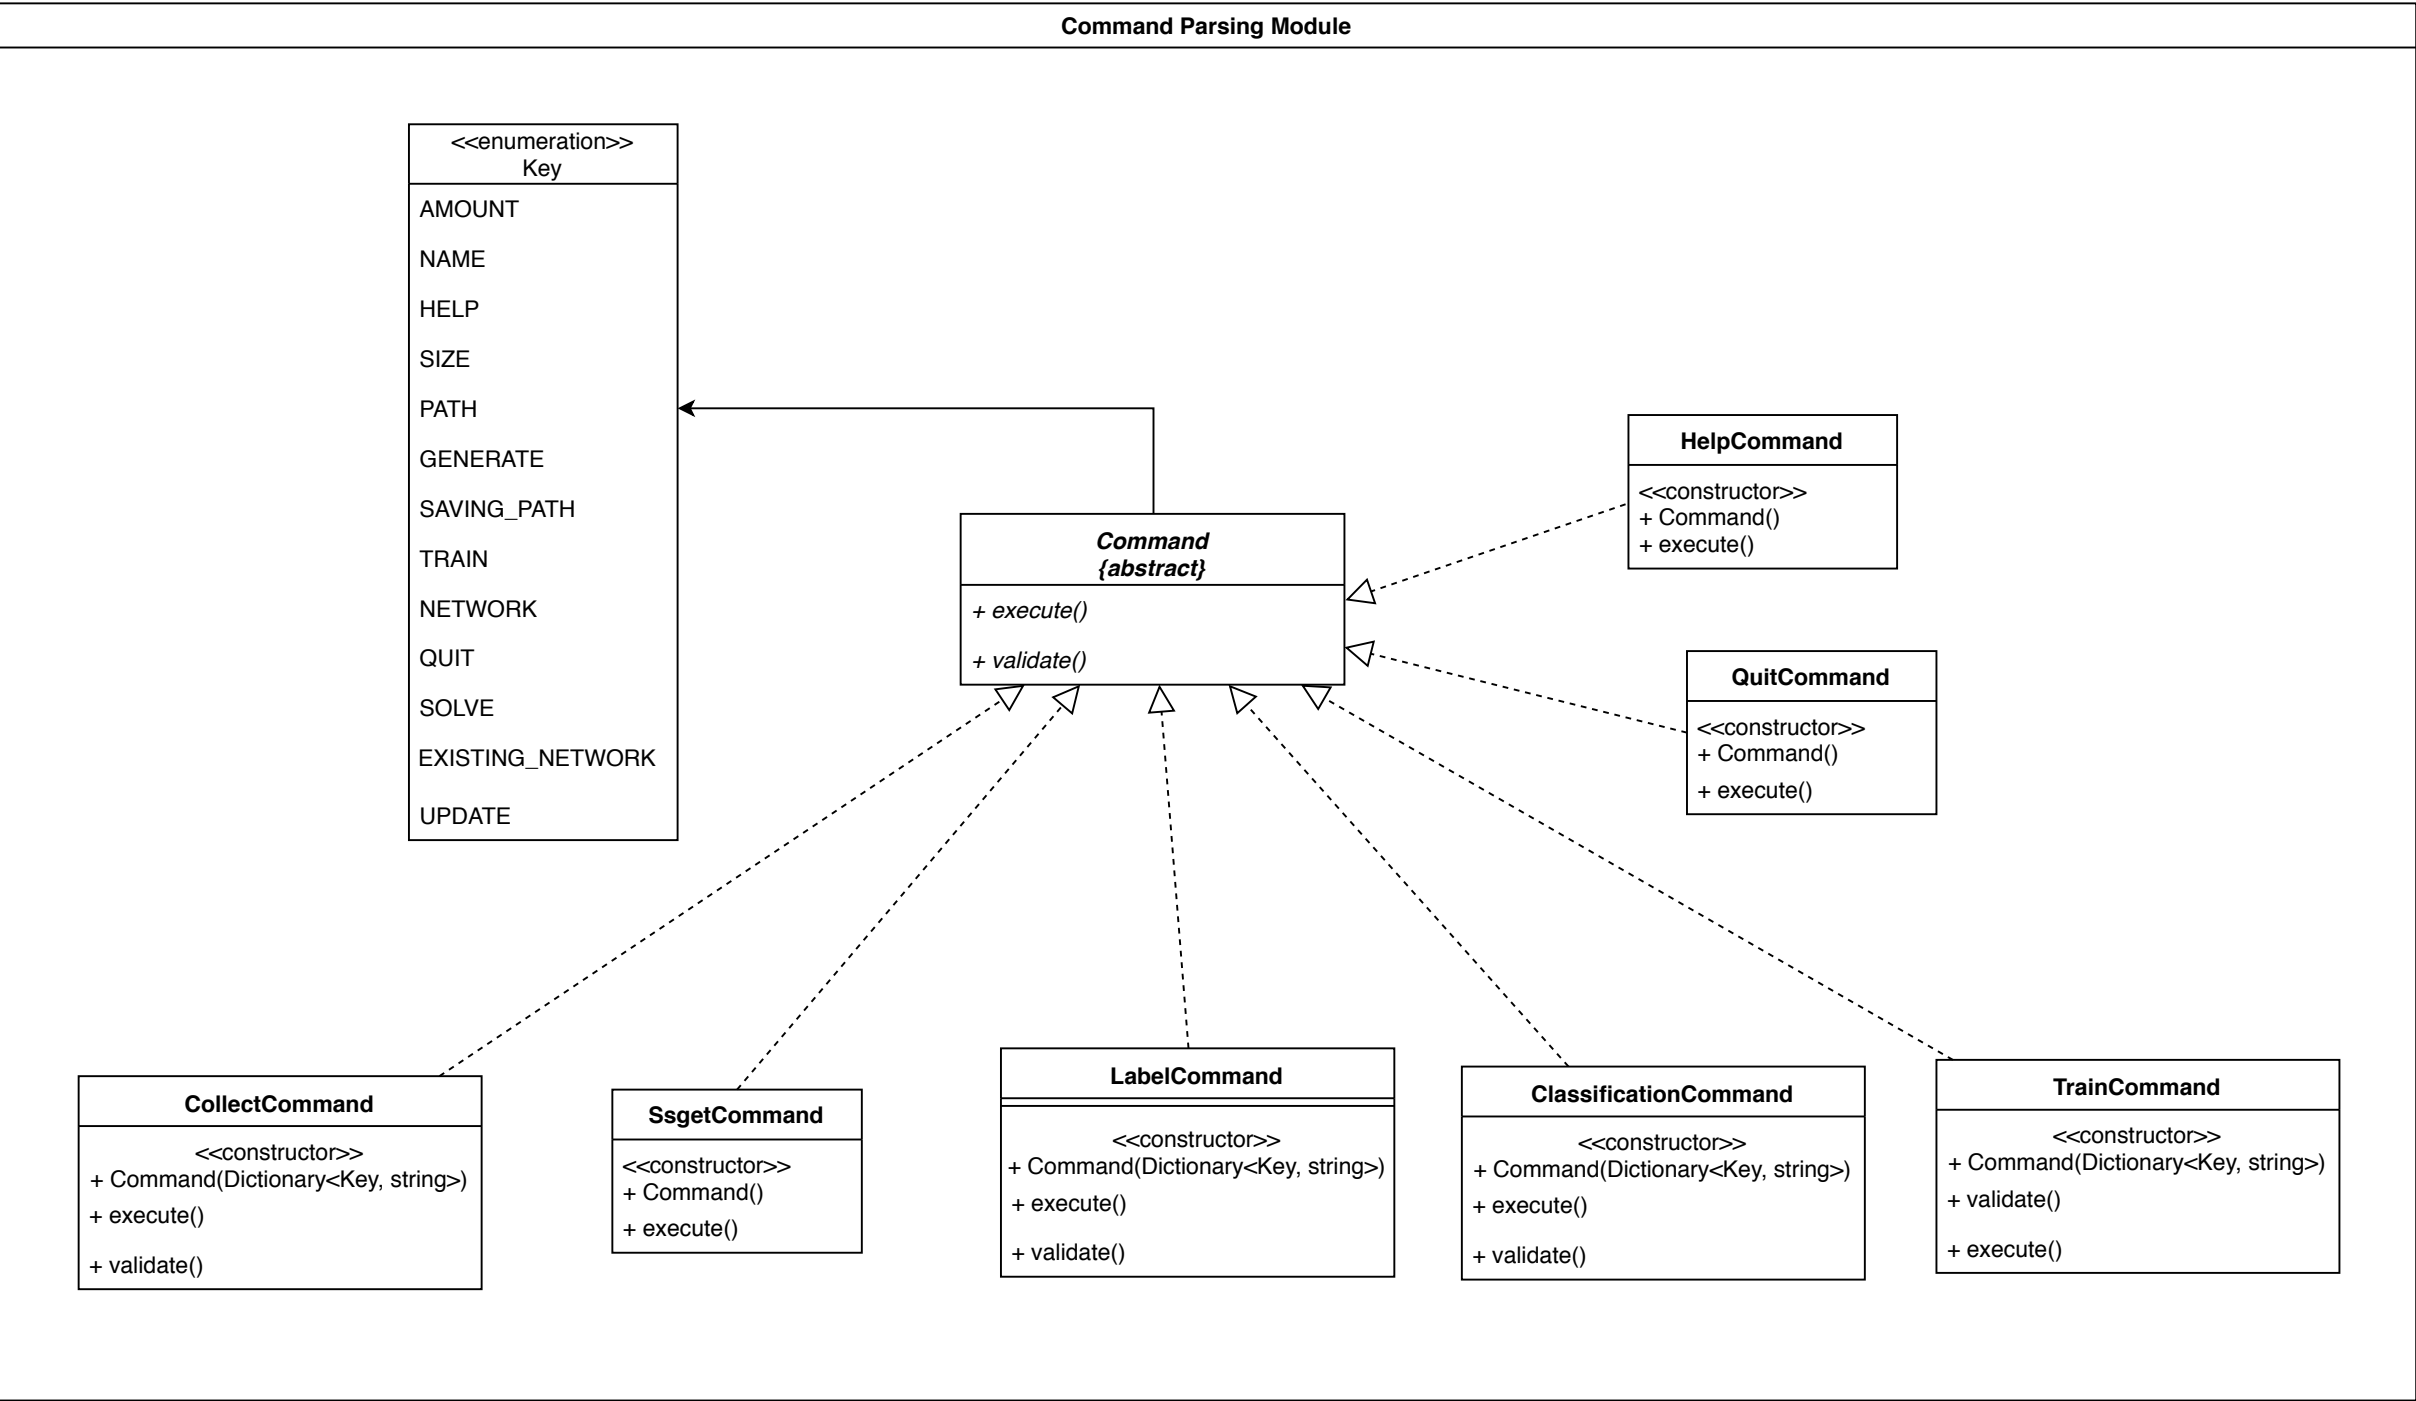 Command Parsing Module
<<enumeration>>
Key
AMOUNT
NAME
HELP
SIZE
PATH
GENERATE
SAVING_PATH
TRAIN
NETWORK
QUIT
SOLVE
EXISTING_NETWORK
UPDATE
Command
{abstract}
+ execute()
+ validate()
HelpCommand
<<constructor>>
+ Command()
+ execute()
QuitCommand
<<constructor>>
+ Command()
+ execute()
CollectCommand
<<constructor>>
+ Command(Dictionary<Key, string>)
+ execute()
+ validate()
SsgetCommand
<<constructor>>
+ Command()
+ execute()
LabelCommand
<<constructor>>
+ Command(Dictionary<Key, string>)
+ execute()
+ validate()
ClassificationCommand
<<constructor>>
+ Command(Dictionary<Key, string>)
+ execute()
+ validate()
TrainCommand
<<constructor>>
+ Command(Dictionary<Key, string>)
+ validate()
+ execute()